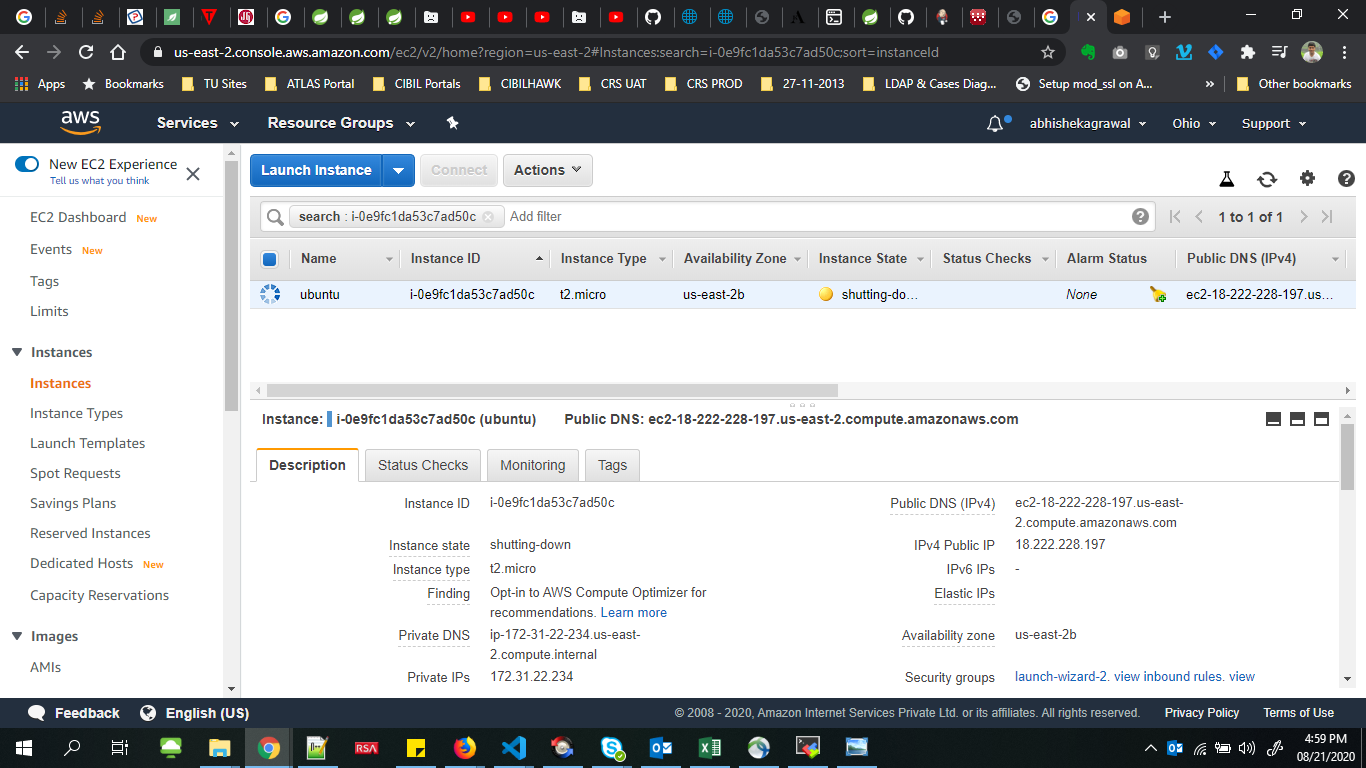 us-east-2.console.aws.amazon.com/ec2/v2/home?region=us-east-2#Instances:search=i-0e9fc1da53c7ad50c;sort=instanceId
Apps Bookmarks TU Sites ATLAS Portal CIBIL Portals CIBILHAWK CRS UAT CRS PROD 27-11-2013 LDAP & Cases Diag... Setup mod_ssl on A... » Other bookmarks
aws Services Resource Groups abhishekagrawal Ohio Support
New EC2 Experience
Tell us what you think
EC2 Dashboard New
Events New
Tags
Limits
Instances
Instances
Instance Types
Launch Templates
Spot Requests
Savings Plans
Reserved Instances
Dedicated Hosts New
Capacity Reservations
Images
AMIs
Launch Instance Connect Actions
search : i-0e9fc1da53c7ad50c Add filter 1 to 1 of 1
Name Instance ID Instance Type Availability Zone Instance State Status Checks Alarm Status Public DNS (IPv4)
ubuntu i-0e9fc1da53c7ad50c t2.micro us-east-2b shutting-do... None ec2-18-222-228-197.us...
Instance: i-0e9fc1da53c7ad50c (ubuntu) Public DNS: ec2-18-222-228-197.us-east-2.compute.amazonaws.com
Description Status Checks Monitoring Tags
Instance ID i-0e9fc1da53c7ad50c Public DNS (IPv4) ec2-18-222-228-197.us-east-
2.compute.amazonaws.com
Instance state shutting-down IPv4 Public IP 18.222.228.197
Instance type t2.micro IPv6 IPs -
Finding Opt-in to AWS Compute Optimizer for Elastic IPs
recommendations. Learn more
Private DNS ip-172-31-22-234.us-east- Availability zone us-east-2b
2.compute.internal
Private IPs 172.31.22.234 Security groups launch-wizard-2. view inbound rules. view
Feedback English (US) © 2008 - 2020, Amazon Internet Services Private Ltd. or its affiliates. All rights reserved. Privacy Policy Terms of Use
RSA
4:59 PM
08/21/2020